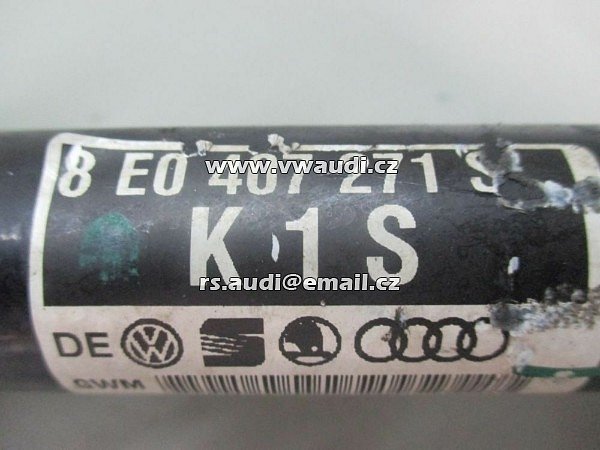 www.vwaudi.cz
8 E0 407 271 S
K 1 S
rs.audi@email.cz
DE
GWM